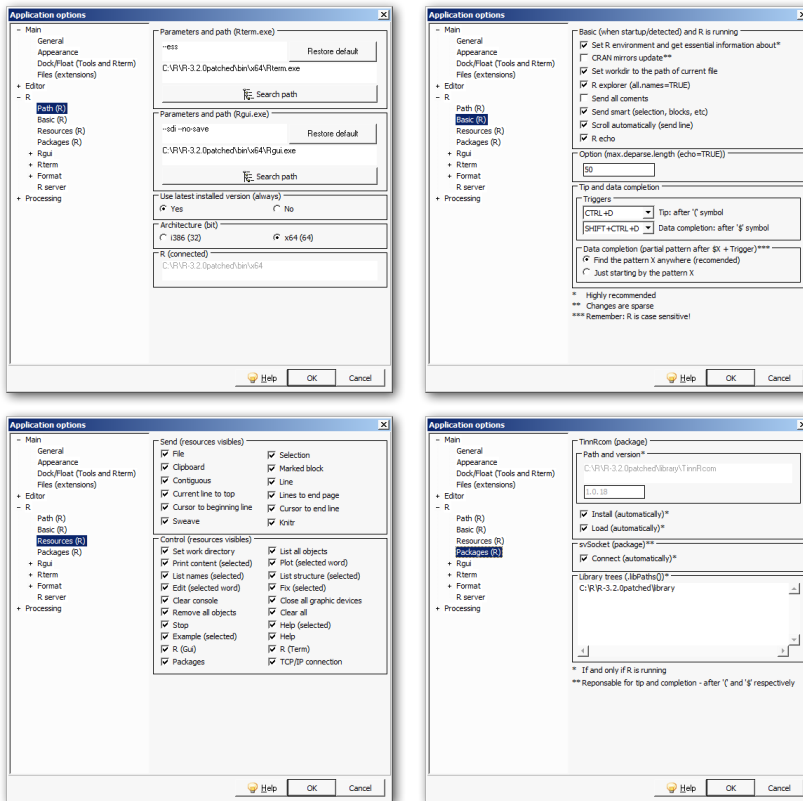 Application options
- Main
General
Appearance
Dock/Float (Tools and Rterm)
Files (extensions)
+ Editor
- R
Path (R)
Basic (R)
Resources (R)
Packages (R)
+ Rgui
+ Rterm
+ Format
R server
+ Processing
Parameters and path (Rterm.exe)
--ess
Restore default
C:\R\R-3.2.0patched\bin\x64\Rterm.exe
Search path
Parameters and path (Rgui.exe)
--sdi --no-save
Restore default
C:\R\R-3.2.0patched\bin\x64\Rgui.exe
Search path
Use latest installed version (always)
Yes No
Architecture (bit)
i386 (32) x64 (64)
R (connected)
C:\R\R-3.2.0patched\bin\x64
Help OK Cancel
Application options
- Main
General
Appearance
Dock/Float (Tools and Rterm)
Files (extensions)
+ Editor
- R
Path (R)
Basic (R)
Resources (R)
Packages (R)
+ Rgui
+ Rterm
+ Format
R server
+ Processing
Basic (when startup/detected) and R is running
Set R environment and get essential information about*
CRAN mirrors update**
Set workdir to the path of current file
R explorer (all.names=TRUE)
Send all coments
Send smart (selection, blocks, etc)
Scroll automatically (send line)
R echo
Option (max.deparse.length (echo=TRUE))
50
Tip and data completion
Triggers
CTRL+D Tip: after '(' symbol
SHIFT+CTRL+D Data completion: after '$' symbol
Data completion (partial pattern after $X + Trigger)***
Find the pattern X anywhere (recomended)
Just starting by the pattern X
* Highly recommended
** Changes are sparse
*** Remember: R is case sensitive!
Help OK Cancel
Application options
- Main
General
Appearance
Dock/Float (Tools and Rterm)
Files (extensions)
+ Editor
- R
Path (R)
Basic (R)
Resources (R)
Packages (R)
+ Rgui
+ Rterm
+ Format
R server
+ Processing
Send (resources visibles)
File Selection
Clipboard Marked block
Contiguous Line
Current line to top Lines to end page
Cursor to beginning line Cursor to end line
Sweave Knitr
Control (resources visibles)
Set work directory List all objects
Print content (selected) Plot (selected word)
List names (selected) List structure (selected)
Edit (selected word) Fix (selected)
Clear console Close all graphic devices
Remove all objects Clear all
Stop Help (selected)
Example (selected) Help
R (Gui) R (Term)
Packages TCP/IP connection
Help OK Cancel
Application options
- Main
General
Appearance
Dock/Float (Tools and Rterm)
Files (extensions)
+ Editor
- R
Path (R)
Basic (R)
Resources (R)
Packages (R)
+ Rgui
+ Rterm
+ Format
R server
+ Processing
TinnRcom (package)
Path and version*
C:\R\R-3.2.0patched\library\TinnRcom
1.0.18
Install (automatically)*
Load (automatically)*
svSocket (package)**
Connect (automatically)*
Library trees (.libPaths())*
C:\R\R-3.2.0patched\library
* If and only if R is running
** Reponsable for tip and completion - after '(' and '$' respectively
Help OK Cancel